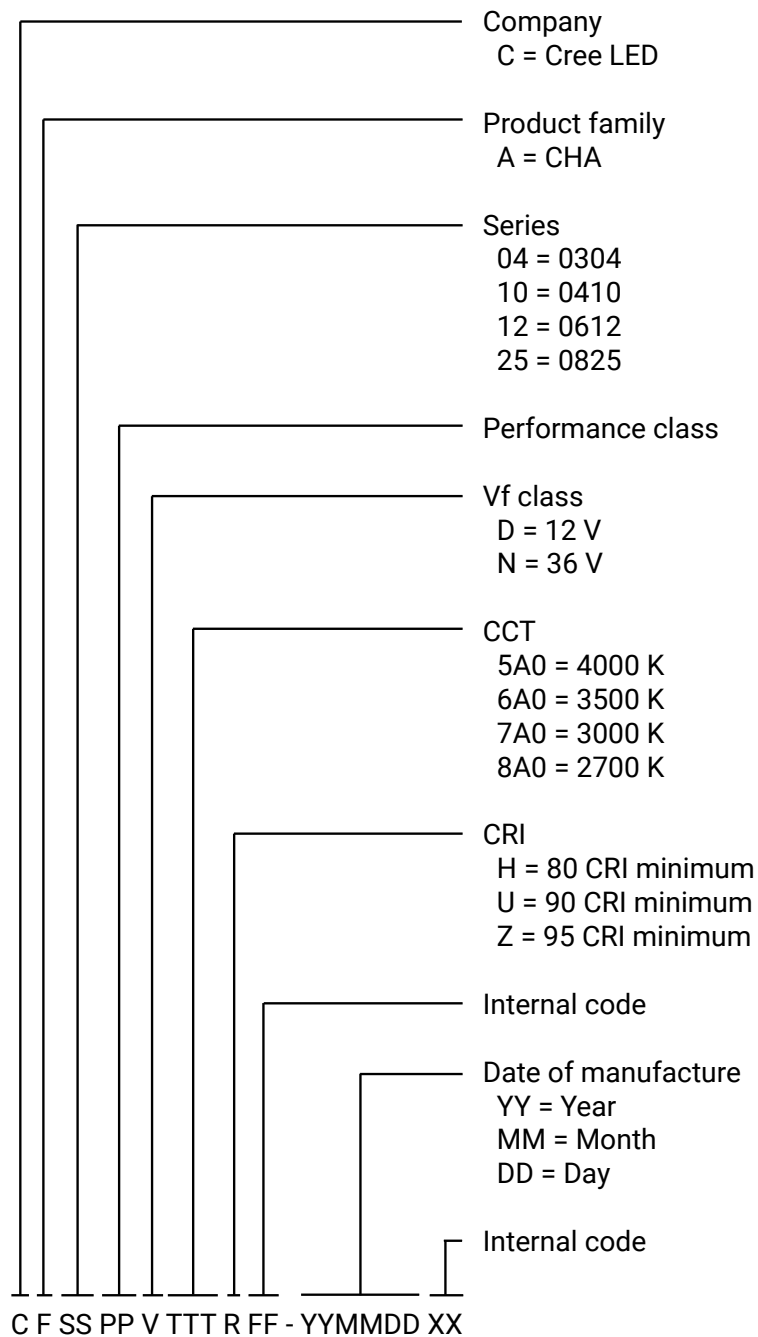 Company
C = Cree LED
Product family
A = CHA
Series
04 = 0304
10 = 0410
12 = 0612
25 = 0825
Performance class
Vf class
D = 12 V
N = 36 V
CCT
5A0 = 4000 K
6A0 = 3500 K
7A0 = 3000 K
8A0 = 2700 K
CRI
H = 80 CRI minimum
U = 90 CRI minimum
Z = 95 CRI minimum
Internal code
Date of manufacture
YY = Year
MM = Month
DD = Day
Internal code
C F SS PP V TTT R FF - YYMMDD XX